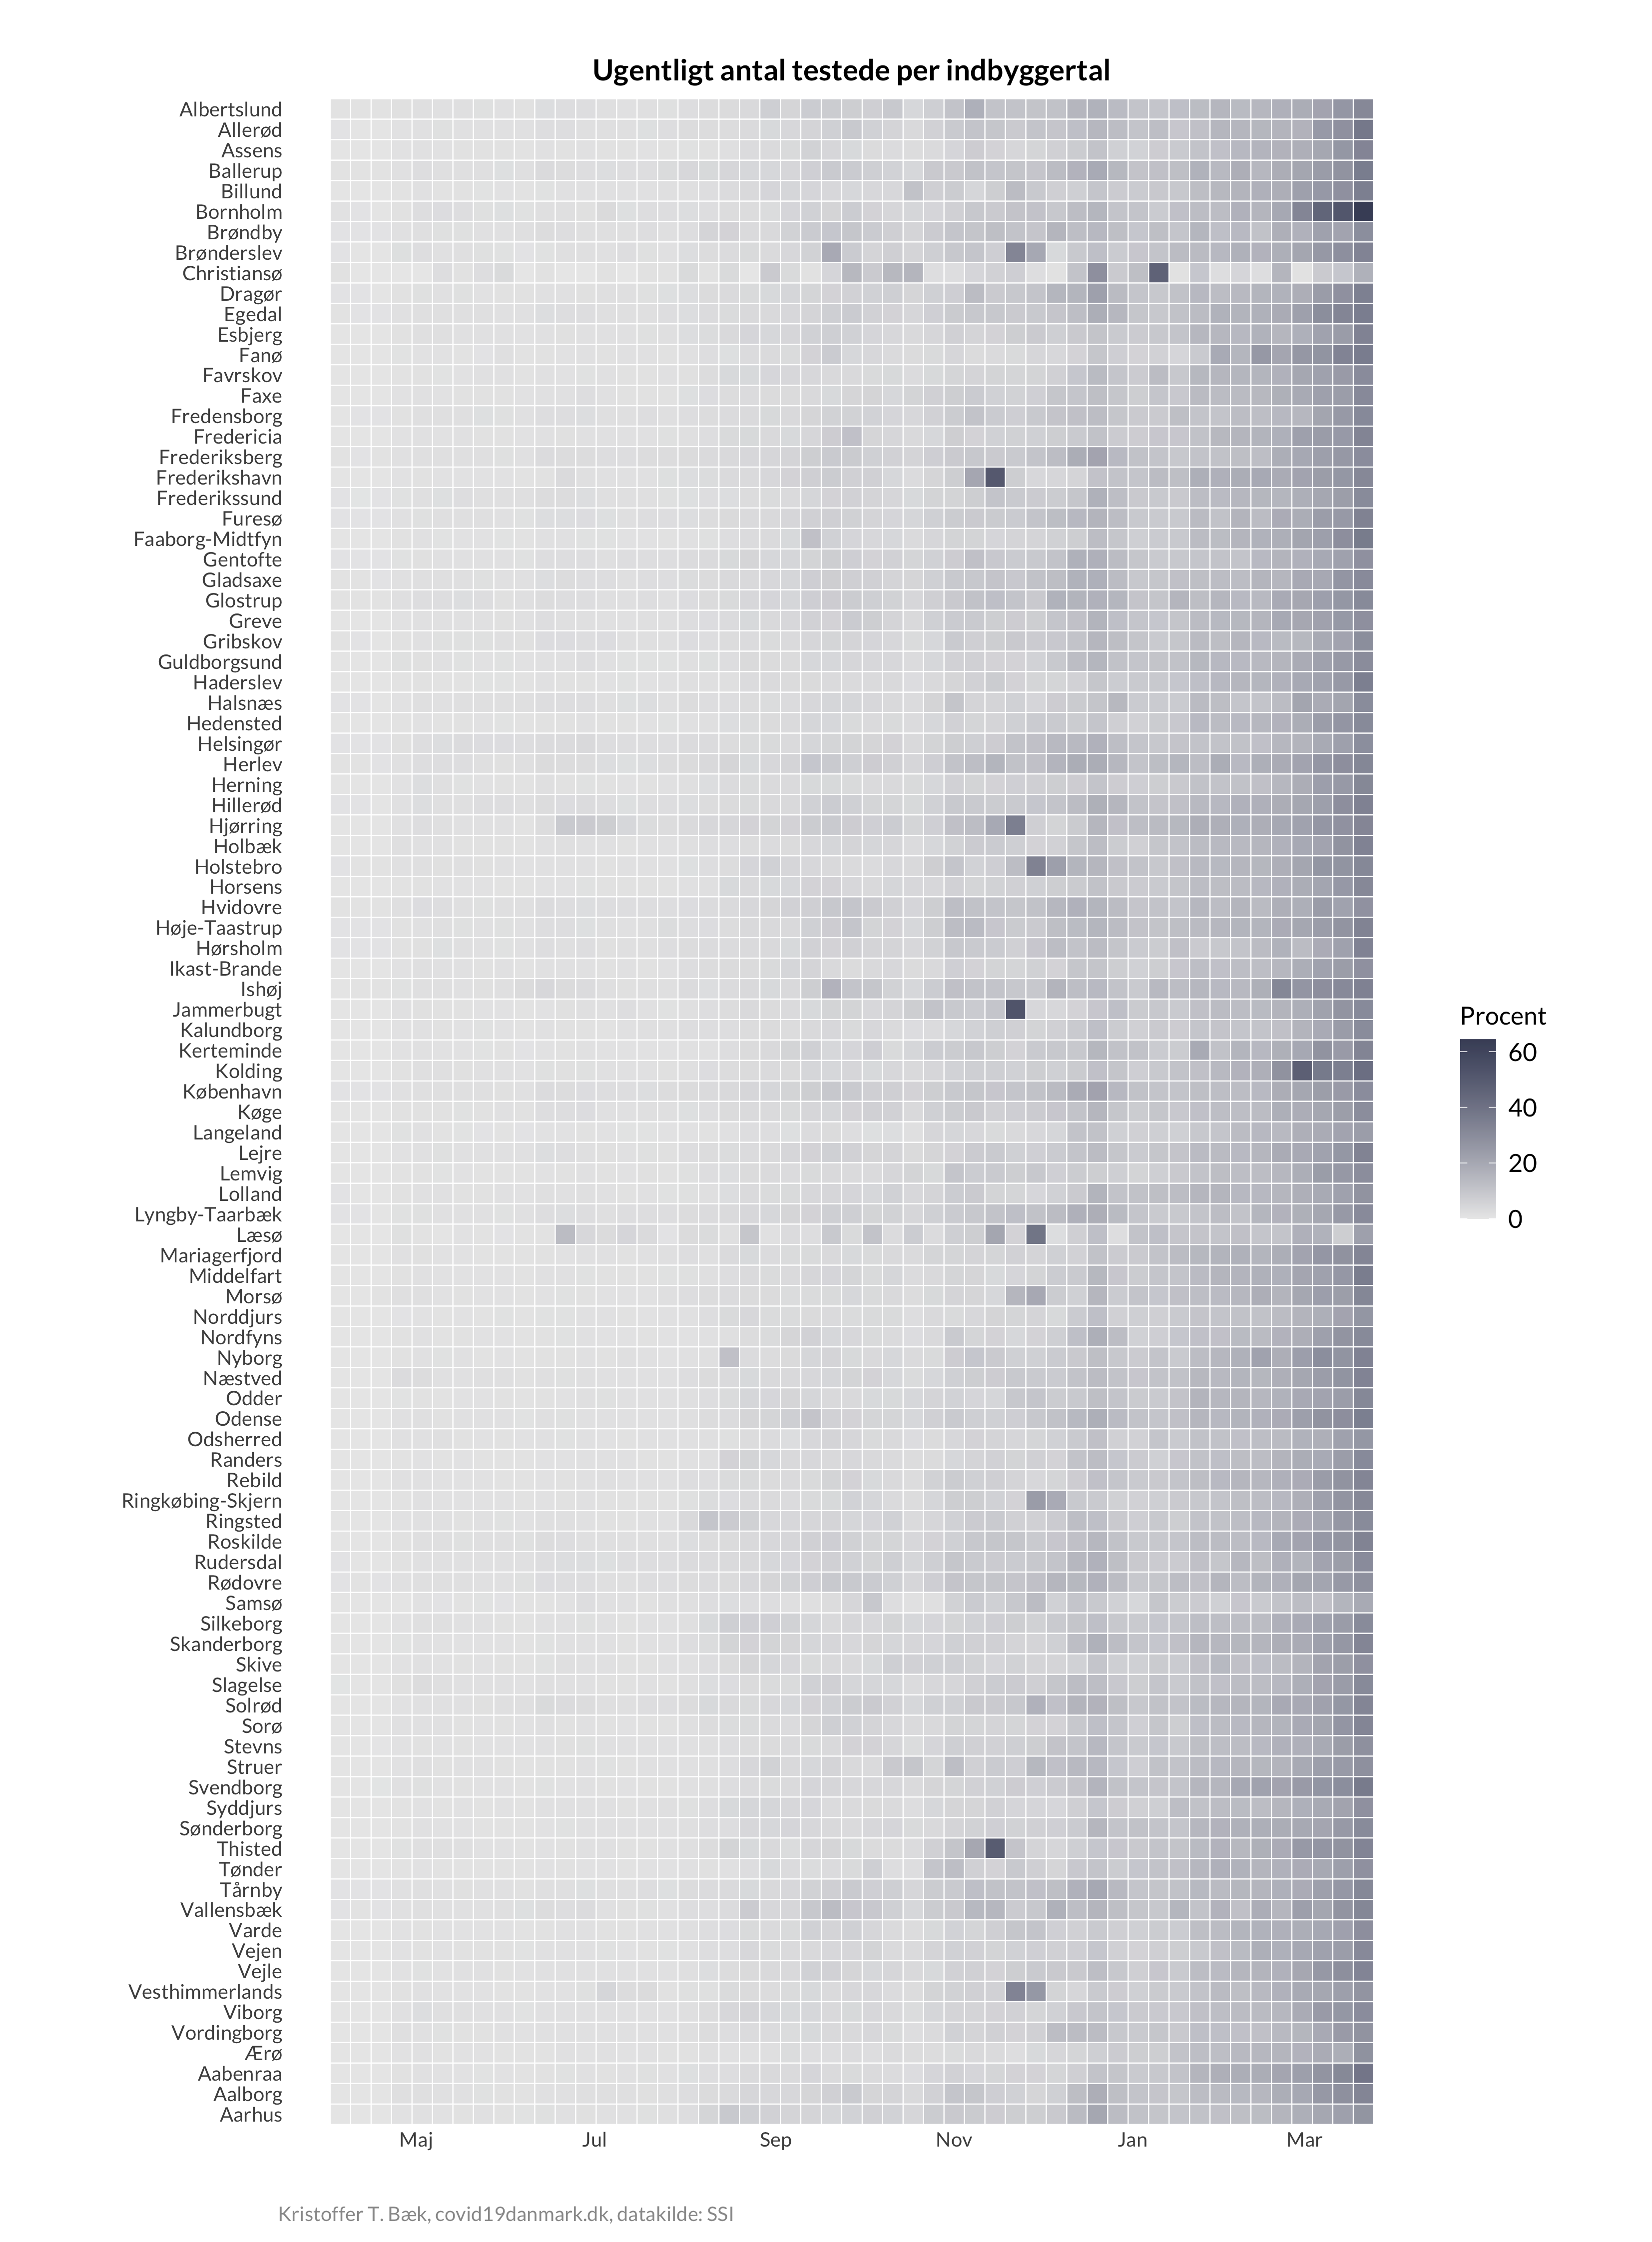 Ugentligt antal testede per indbyggertal
Albertslund
Allerød
Assens
Ballerup
Billund
Bornholm
Brøndby
Brønderslev
Christiansø
Dragør
Egedal
Esbjerg
Fanø
Favrskov
Faxe
Fredensborg
Fredericia
Frederiksberg
Frederikshavn
Frederikssund
Furesø
Faaborg-Midtfyn
Gentofte
Gladsaxe
Glostrup
Greve
Gribskov
Guldborgsund
Haderslev
Halsnæs
Hedensted
Helsingør
Herlev
Herning
Hillerød
Hjørring
Holbæk
Holstebro
Horsens
Hvidovre
Høje-Taastrup
Hørsholm
Ikast-Brande
Ishøj
Jammerbugt
Kalundborg
Kerteminde
Kolding
København
Køge
Langeland
Lejre
Lemvig
Lolland
Lyngby-Taarbæk
Læsø
Mariagerfjord
Middelfart
Morsø
Norddjurs
Nordfyns
Nyborg
Næstved
Odder
Odense
Odsherred
Randers
Rebild
Ringkøbing-Skjern
Ringsted
Roskilde
Rudersdal
Rødovre
Samsø
Silkeborg
Skanderborg
Skive
Slagelse
Solrød
Sorø
Stevns
Struer
Svendborg
Syddjurs
Sønderborg
Thisted
Tønder
Tårnby
Vallensbæk
Varde
Vejen
Vejle
Vesthimmerlands
Viborg
Vordingborg
Ærø
Aabenraa
Aalborg
Aarhus
Maj Jul Sep Nov Jan Mar
Procent
60
40
20
0
Kristoffer T. Bæk, covid19danmark.dk, datakilde: SSI